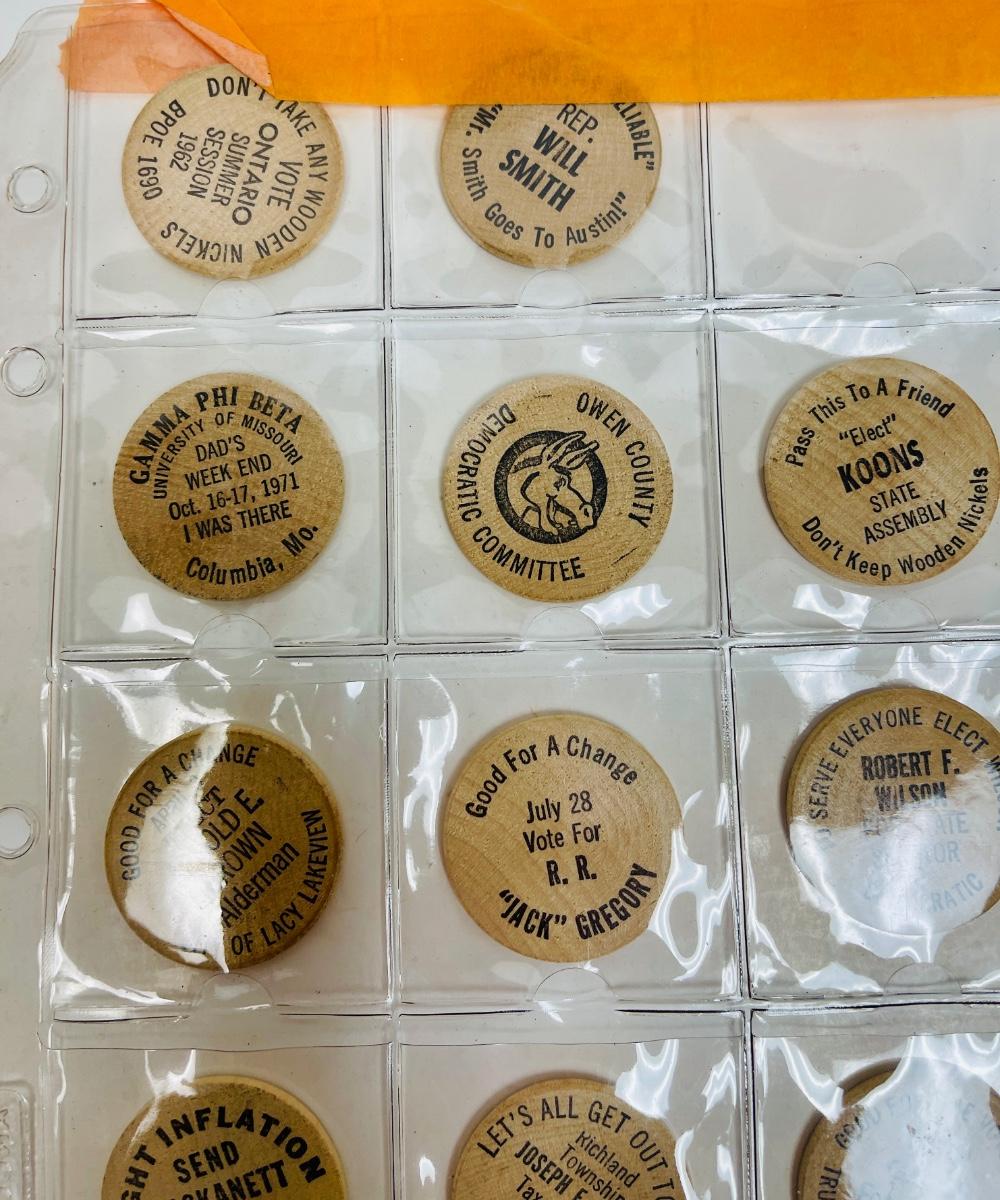 DON'T TAKE ANY WOODEN NICKELS
VOTE
ONTARIO
SUMMER
SESSION
1962
BPOE 1690
REP.
WILL
SMITH
"Mr. Smith Goes To Austin!"
GAMMA PHI BETA
UNIVERSITY OF MISSOURI
DAD'S
WEEK END
Oct. 16-17, 1971
I WAS THERE
Columbia, Mo.
OWEN COUNTY
DEMOCRATIC COMMITTEE
Pass This To A Friend
"Elect"
KOONS
STATE
ASSEMBLY
Don't Keep Wooden Nickels
GOOD FOR A CHANGE
Alderman
OF LACY LAKEVIEW
Good For A Change
July 28
Vote For
R. R.
"JACK" GREGORY
SERVE EVERYONE ELECT
ROBERT F.
WILSON
INFLATION
SEND
LET'S ALL GET OUT
Richland
Township
JOSEPH